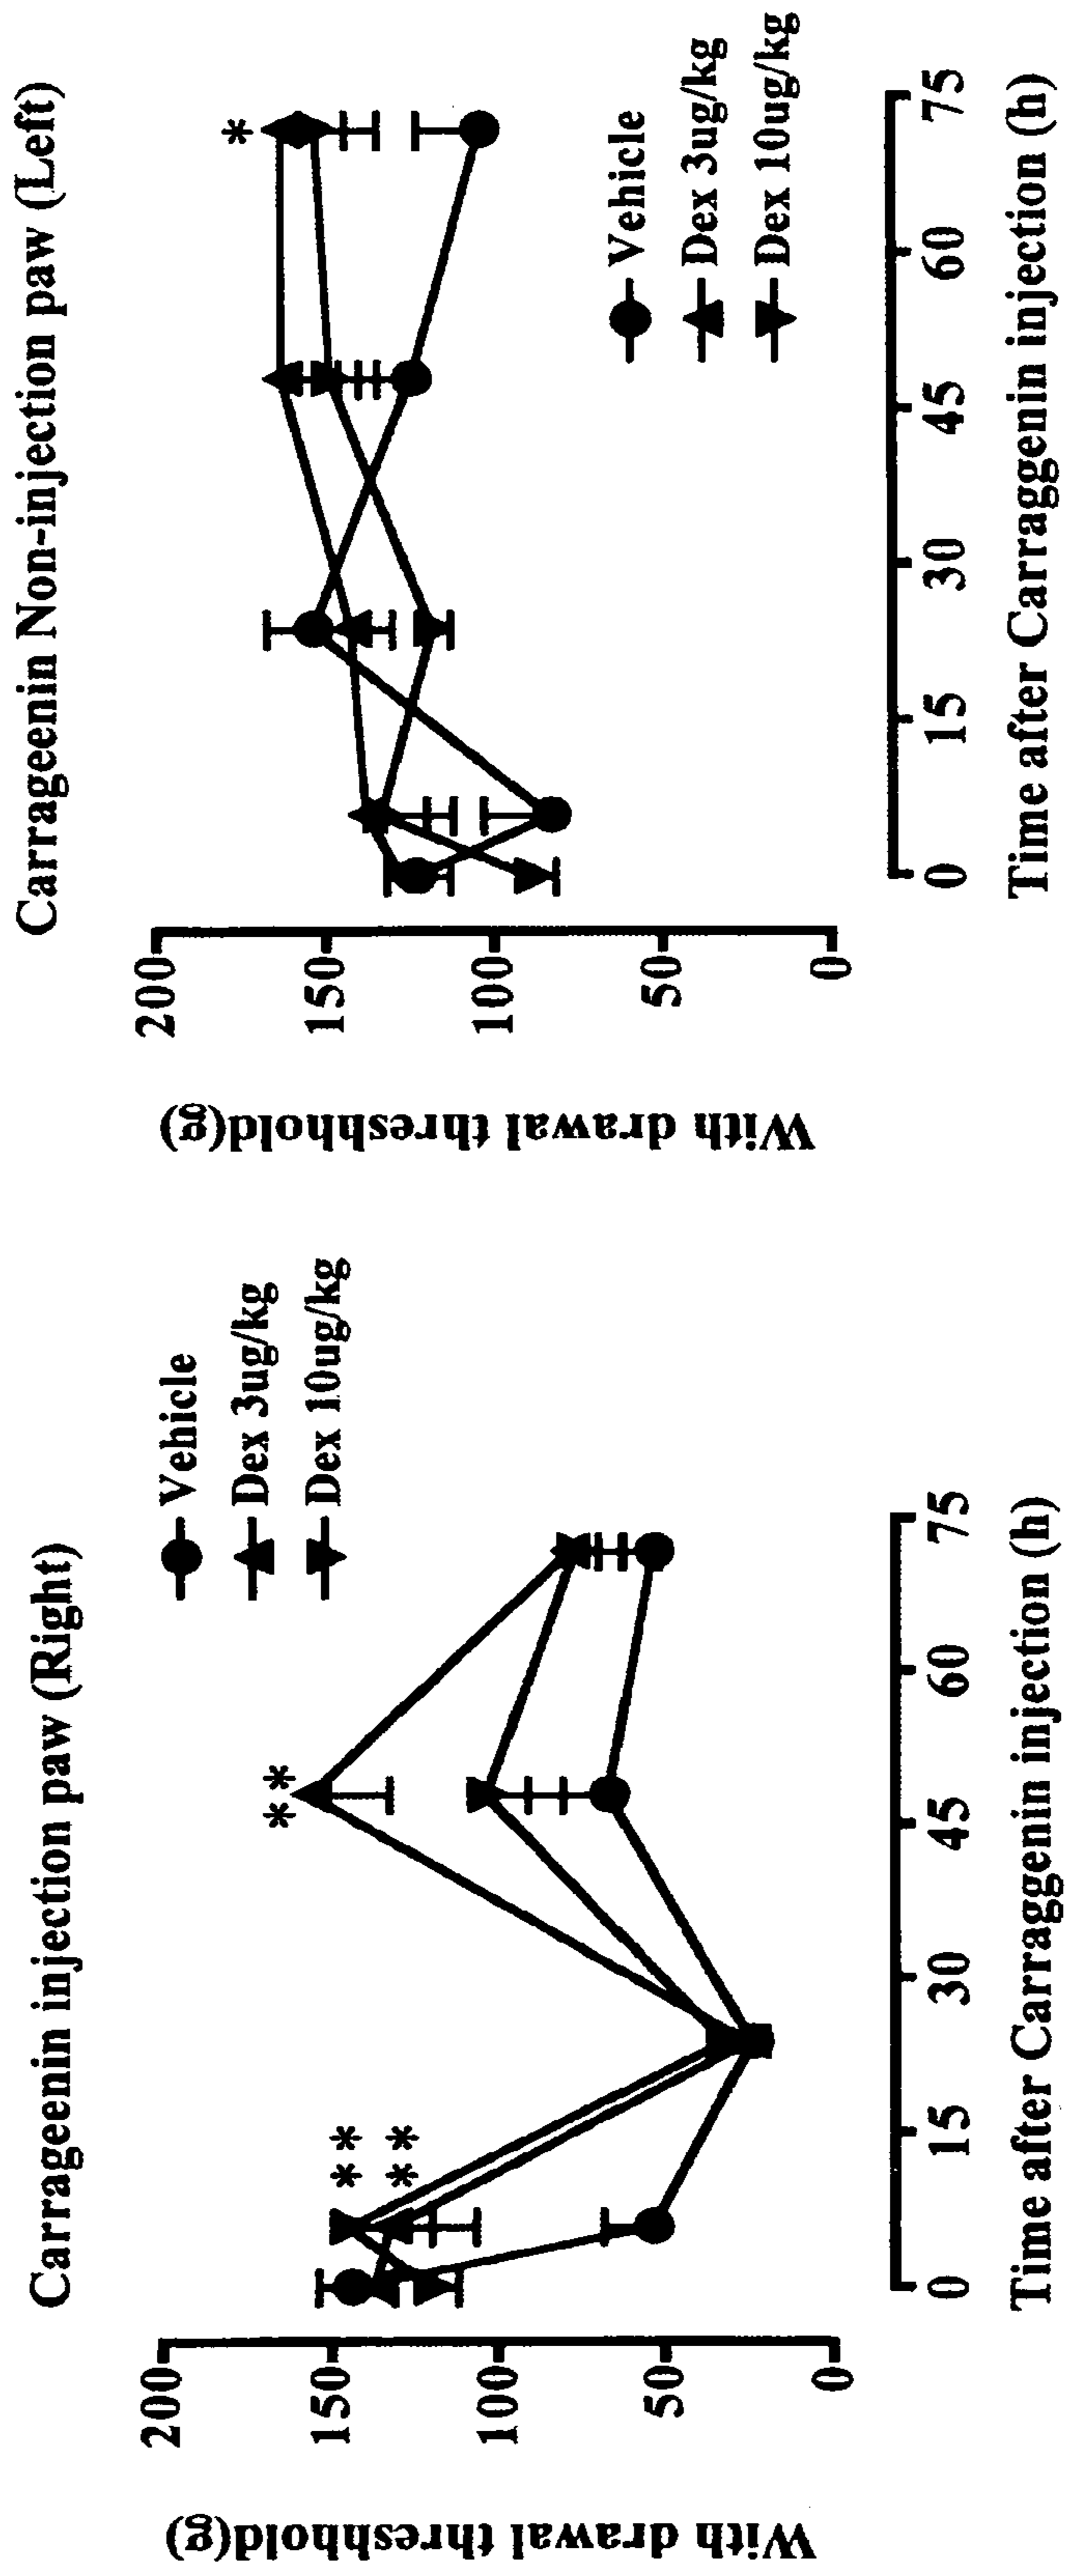 Carrageenin injection paw (Right)
**
**
**
Vehicle
Dex 3ug/kg
Dex 10ug/kg
With drawal threshhold(g)
200
150
100
50
0
0 15 30 45 60 75
Time after Carraggenin injection (h)
Carrageenin Non-injection paw (Left)
*
Vehicle
Dex 3ug/kg
Dex 10ug/kg
With drawal threshhold(g)
200
150
100
50
0
0 15 30 45 60 75
Time after Carraggenin injection (h)